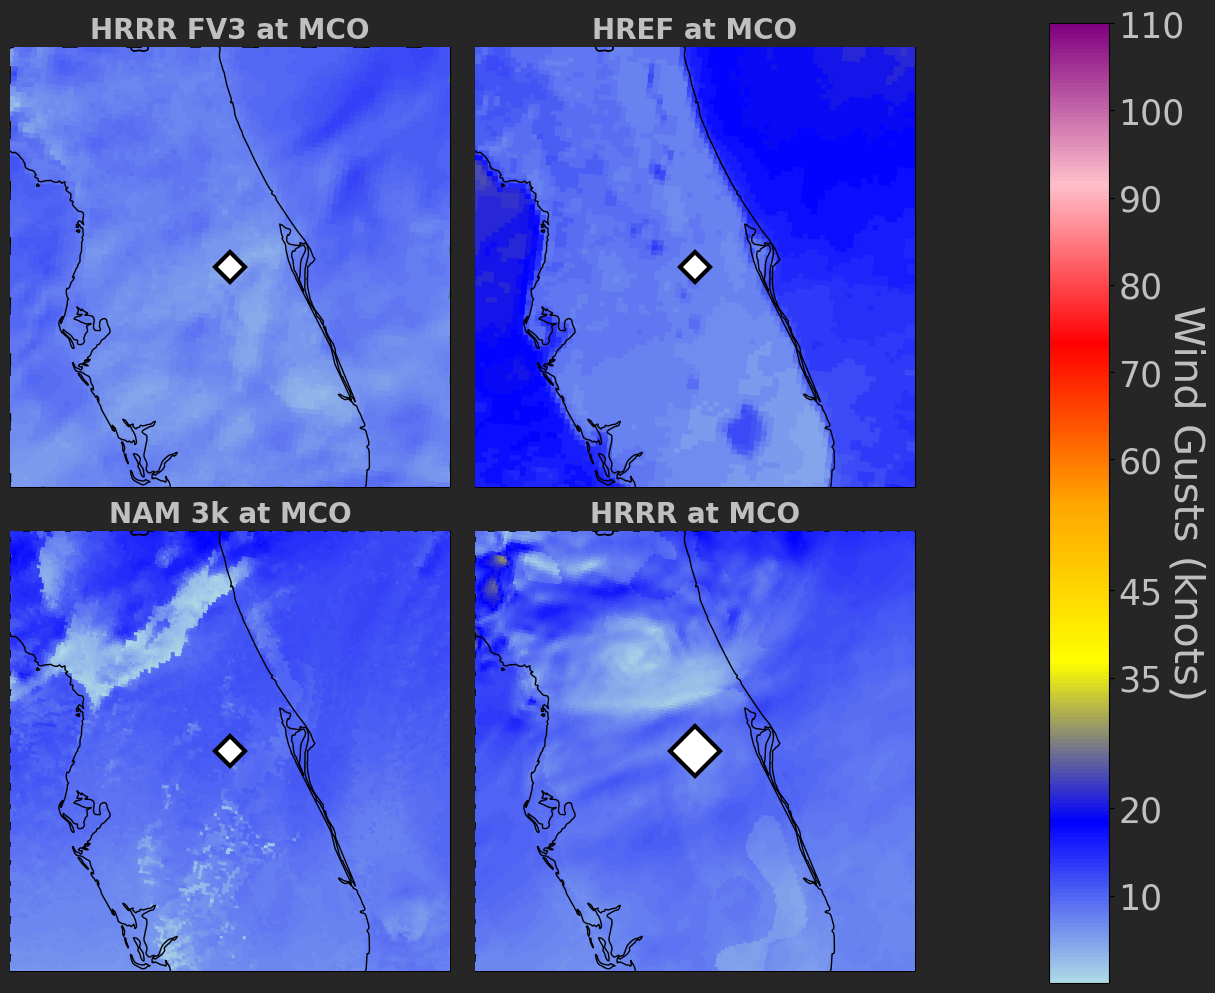 HRRR FV3 at MCO
HREF at MCO
NAM 3k at MCO
HRRR at MCO
110
100
90
80
70
60
45
35
20
10
Wind Gusts (knots)